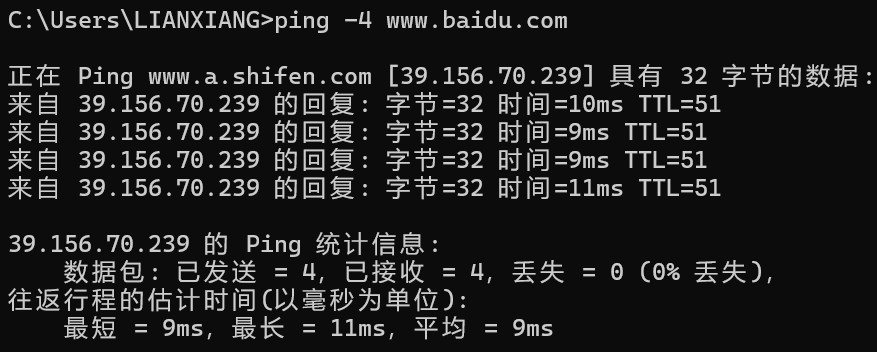 C:\Users\LIANXIANG>ping -4 www.baidu.com
正在 Ping www.a.shifen.com [39.156.70.239] 具有 32 字节的数据:
来自 39.156.70.239 的回复: 字节=32 时间=10ms TTL=51
来自 39.156.70.239 的回复: 字节=32 时间=9ms TTL=51
来自 39.156.70.239 的回复: 字节=32 时间=9ms TTL=51
来自 39.156.70.239 的回复: 字节=32 时间=11ms TTL=51
39.156.70.239 的 Ping 统计信息:
    数据包: 已发送 = 4，已接收 = 4，丢失 = 0 (0% 丢失)，
往返行程的估计时间(以毫秒为单位):
    最短 = 9ms，最长 = 11ms，平均 = 9ms